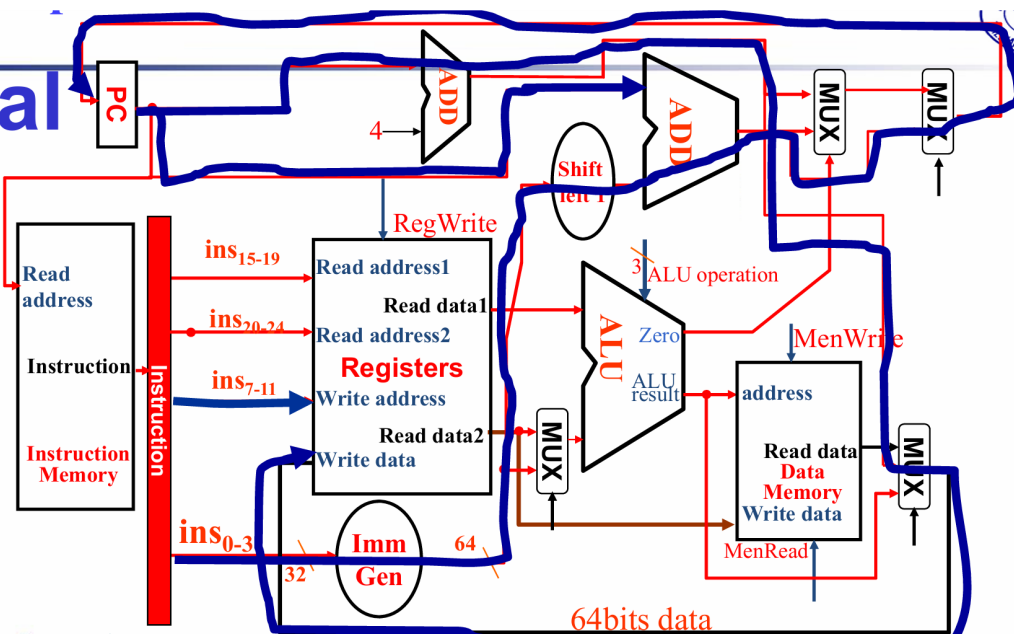 al
PC
ADD
4
ADD
MUX
MUX
Shift
left 1
RegWrite
ins15-19
Read address1
3
ALU operation
Read
address
Read data1
ins20-24
Read address2
Zero
MenWrite
ALU
Instruction
Registers
ins7-11
Write address
ALU
result
address
Instruction
Read data2
MUX
Read data
MUX
Instruction
Memory
Write data
Data
Memory
Write data
ins0-3
Imm
Gen
64
32
MenRead
64bits data